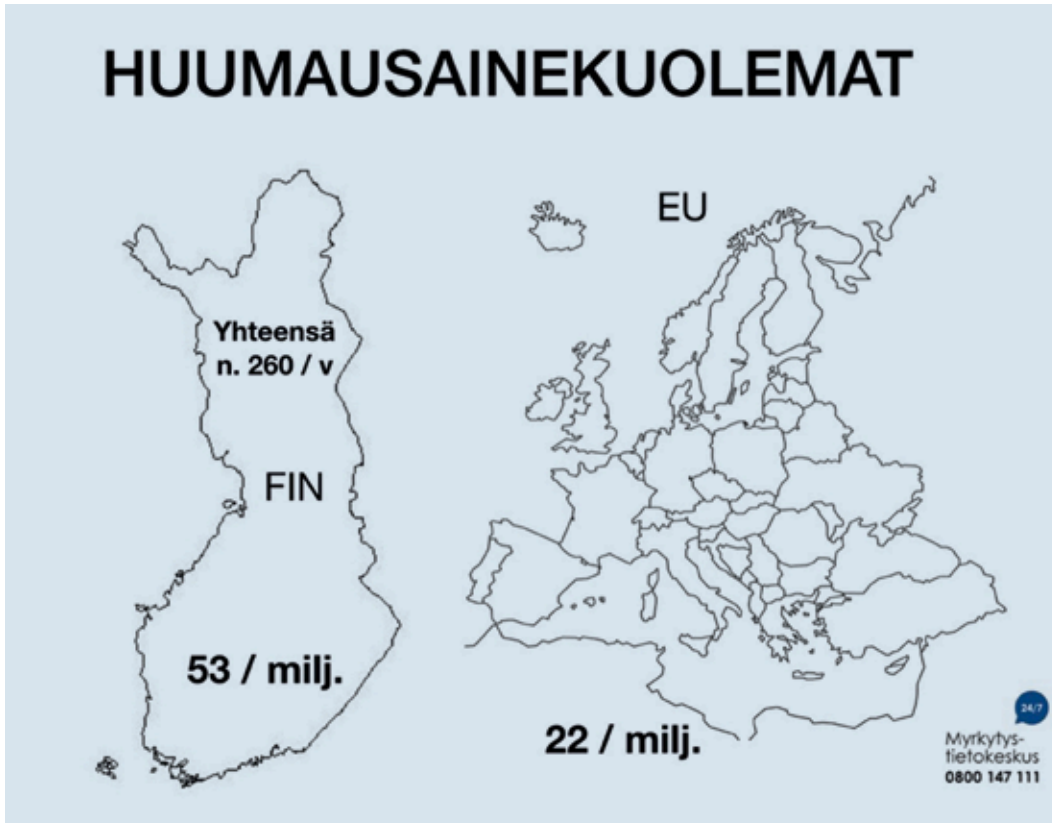 HUUMAUSAINEKUOLEMAT
Yhteensä
n. 260 / v
FIN
53 / milj.
EU
22 / milj.
24/7
Myrkytys-
tietokeskus
0800 147 111